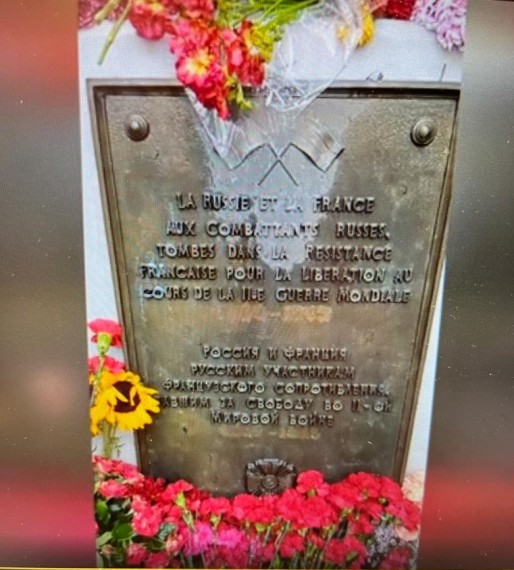 LA RUSSIE ET LA FRANCE
AUX COMBATTANTS RUSSES,
TOMBES DANS LA RESISTANCE
FRANCAISE POUR LA LIBERATION AU
COURS DE LA IIE GUERRE MONDIALE
РОССИЯ И ФРАНЦИЯ
РУССКИМ УЧАСТНИКАМ
ФРАНЦУЗСКОГО СОПРОТИВЛЕНИЯ,
ПАВШИМ ЗА СВОБОДУ ВО II-ОЙ
МИРОВОЙ ВОЙНЕ